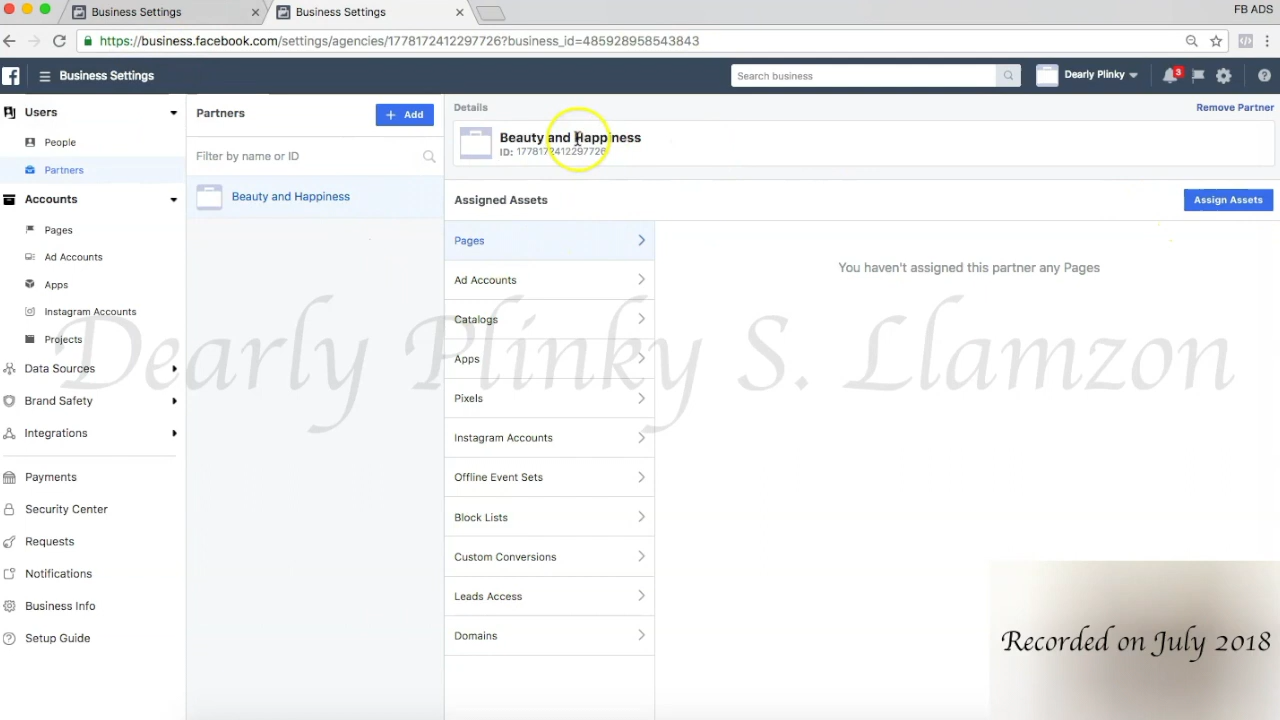 Business Settings
Business Settings
FB ADS
https://business.facebook.com/settings/agencies/1778172412297726?business_id=485928958543843
Business Settings
Search business
Dearly Plinky
3
Users
People
Partners
Accounts
Pages
Ad Accounts
Apps
Instagram Accounts
Projects
Data Sources
Brand Safety
Integrations
Payments
Security Center
Requests
Notifications
Business Info
Setup Guide
Partners
+ Add
Filter by name or ID
Beauty and Happiness
Details
Remove Partner
Beauty and Happiness
ID: 1778172412297726
Assigned Assets
Assign Assets
Pages
Ad Accounts
Catalogs
Apps
Pixels
Instagram Accounts
Offline Event Sets
Block Lists
Custom Conversions
Leads Access
Domains
You haven't assigned this partner any Pages
Dearly Plinky S. Llamzon
Recorded on July 2018